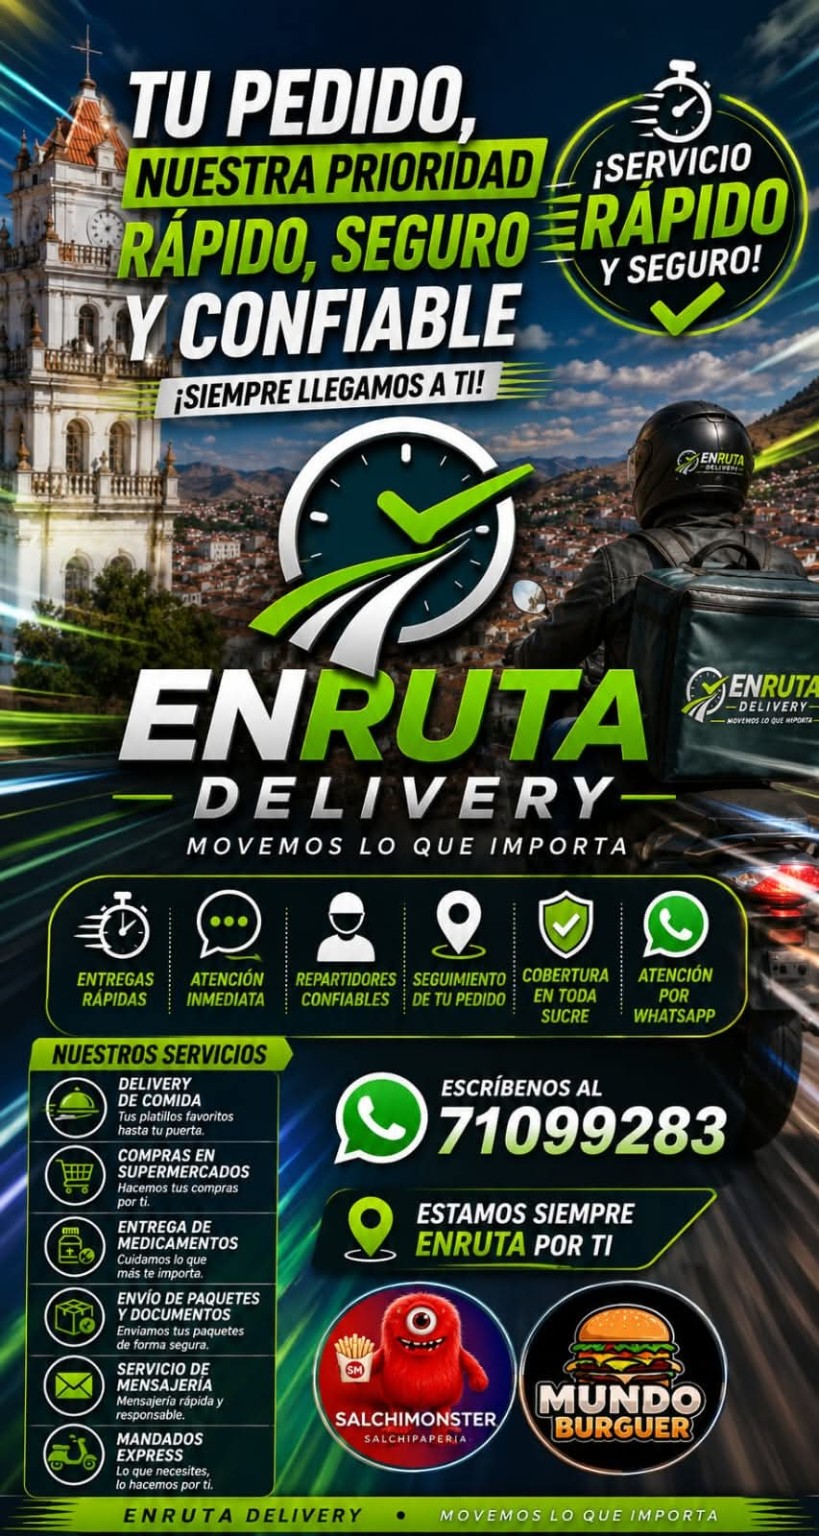 TU PEDIDO,
NUESTRA PRIORIDAD
RÁPIDO, SEGURO
Y CONFIABLE
¡SIEMPRE LLEGAMOS A TI!
¡SERVICIO
RÁPIDO
Y SEGURO!
ENRUTA
DELIVERY
ENRUTA
DELIVERY
MOVEMOS LO QUE IMPORTA
ENRUTA
DELIVERY
MOVEMOS LO QUE IMPORTA
ENTREGAS
RÁPIDAS
ATENCIÓN
INMEDIATA
REPARTIDORES
CONFIABLES
SEGUIMIENTO
DE TU PEDIDO
COBERTURA
EN TODA
SUCRE
ATENCIÓN
POR
WHATSAPP
NUESTROS SERVICIOS
DELIVERY
DE COMIDA
Tus platillos favoritos
hasta tu puerta.
COMPRAS EN
SUPERMERCADOS
Hacemos tus compras
por ti.
ENTREGA DE
MEDICAMENTOS
Cuidamos lo que
más te importa.
ENVÍO DE PAQUETES
Y DOCUMENTOS
Enviamos tus paquetes
de forma segura.
SERVICIO DE
MENSAJERÍA
Mensajería rápida y
responsable.
MANDADOS
EXPRESS
Lo que necesites,
lo hacemos por ti.
ESCRÍBENOS AL
71099283
ESTAMOS SIEMPRE
ENRUTA POR TI
SM
SALCHIMONSTER
SALCHIPAPERIA
MUNDO
BURGUER
ENRUTA DELIVERY • MOVEMOS LO QUE IMPORTA